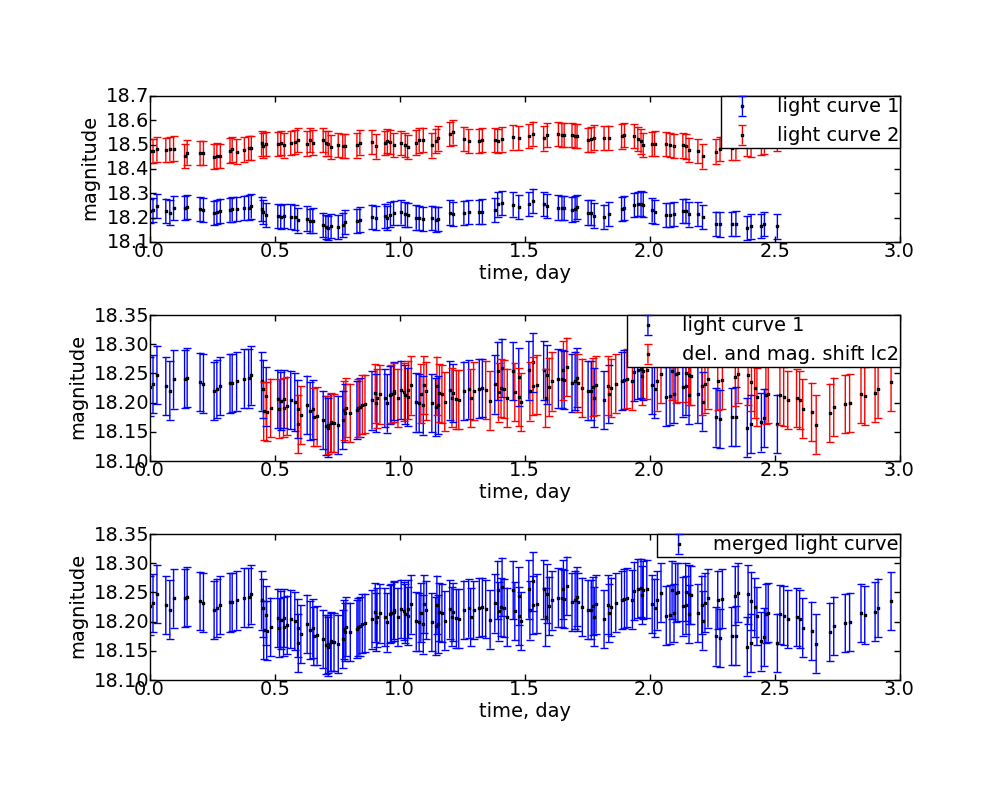 18.7
18.6
18.5
18.4
18.3
18.2
18.1
magnitude
light curve 1
light curve 2
0.0 0.5 1.0 1.5 2.0 2.5 3.0
time, day
18.35
18.30
18.25
18.20
18.15
18.10
magnitude
light curve 1
del. and mag. shift lc2
0.0 0.5 1.0 1.5 2.0 2.5 3.0
time, day
18.35
18.30
18.25
18.20
18.15
18.10
magnitude
merged light curve
0.0 0.5 1.0 1.5 2.0 2.5 3.0
time, day